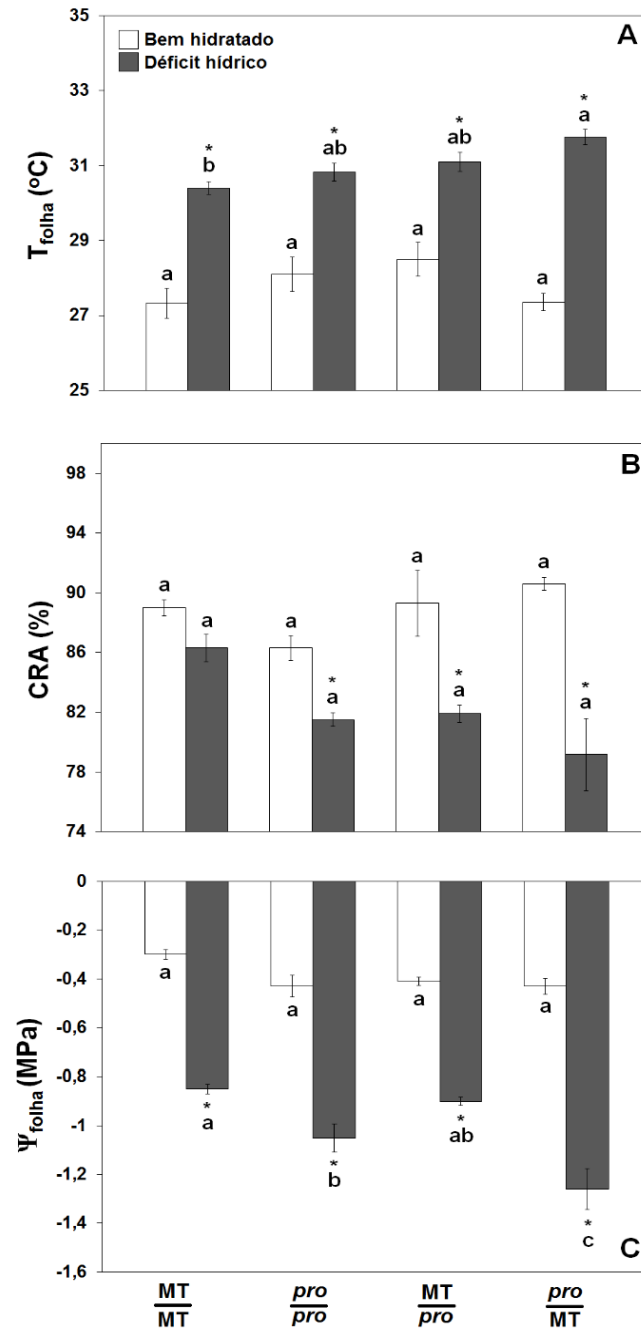 A
Bem hidratado
Déficit hídrico
T folha (ºC)
35
33
31
29
27
25
a
*
b
a
*
ab
a
*
ab
a
*
a
B
CRA (%)
98
94
90
86
82
78
74
a
a
a
*
a
a
*
a
a
*
a
C
Ψ folha (MPa)
0
-0,2
-0,4
-0,6
-0,8
-1
-1,2
-1,4
-1,6
a
*
a
a
*
b
a
*
ab
a
*
c
MT
MT
pro
pro
MT
pro
pro
MT